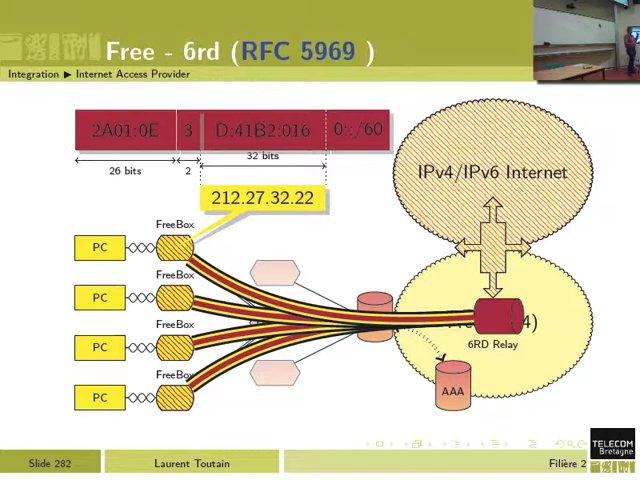 Free - 6rd (RFC 5969 )
Integration ▶ Internet Access Provider
2A01:0E 3 D:41B2:016 0::/60
26 bits 2 32 bits
212.27.32.22
IPv4/IPv6 Internet
FreeBox
PC
FreeBox
PC
FreeBox
PC
FreeBox
PC
4)
6RD Relay
AAA
TELECOM
Bretagne
Slide 282 Laurent Toutain Filière 2